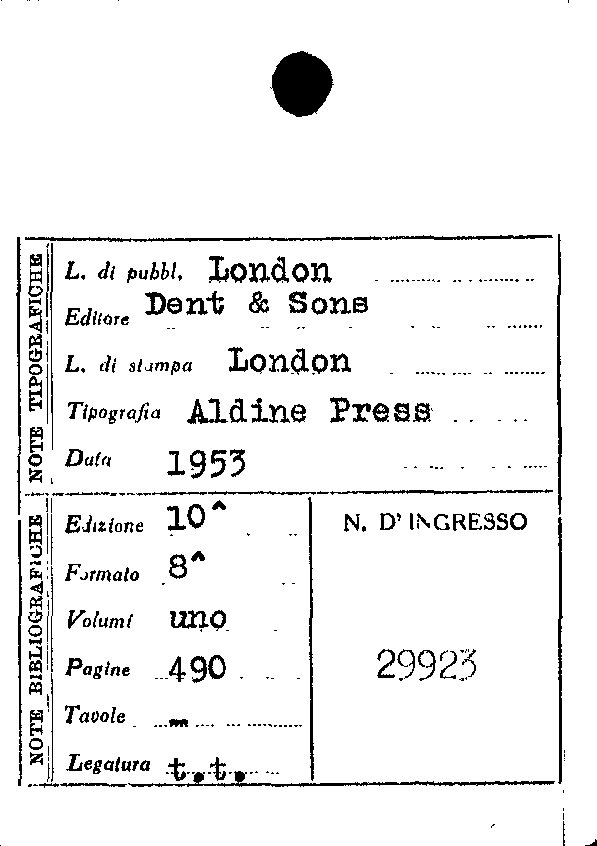 NOTE TIPOGRAFICHE
L. di pubbl. London
Editore Dent & Sons
L. di stampa London
Tipografia Aldine Press
Data 1953
NOTE BIBLIOGRAFICHE
Edizione 10^
Formato 8^
Volumi uno
Pagine 490
Tavole –
Legatura t.t.
N. D'INGRESSO
29923